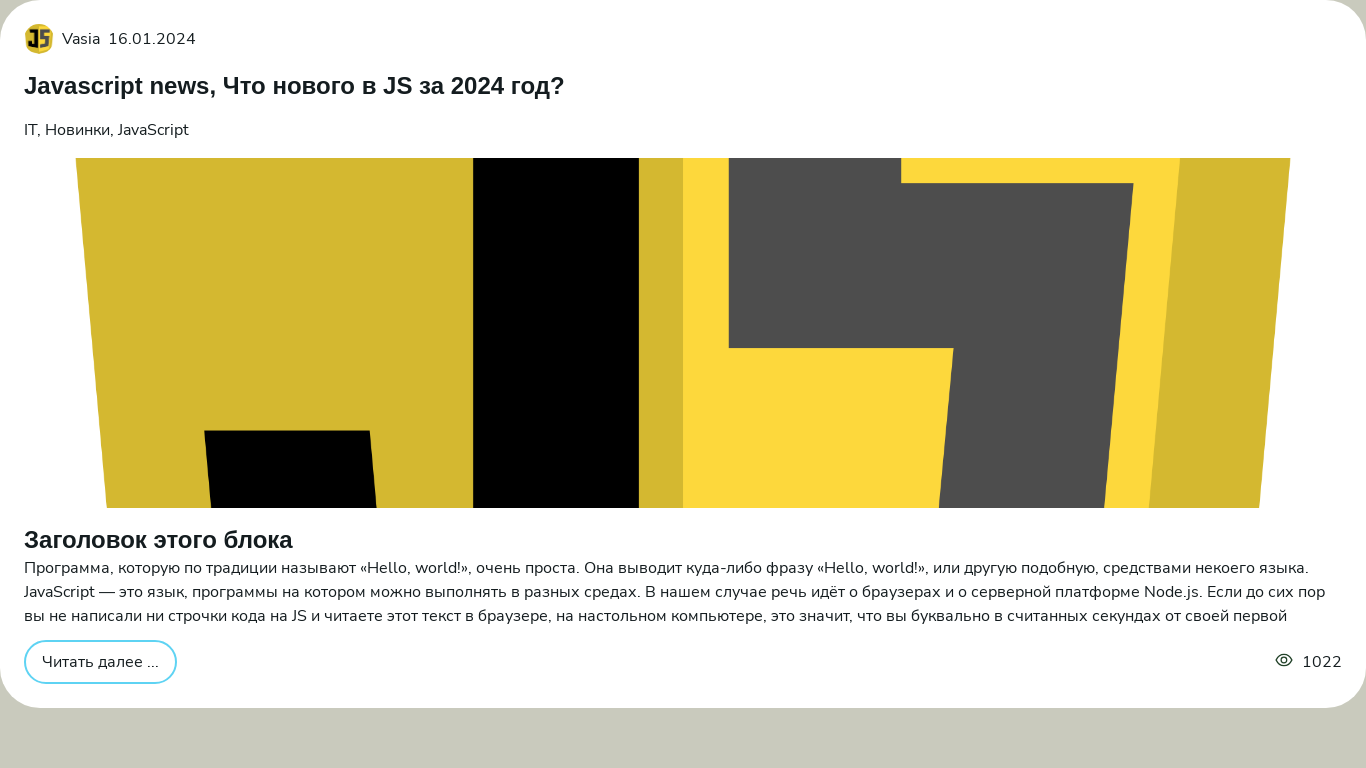 JS
Vasia 16.01.2024
Javascript news, Что нового в JS за 2024 год?
IT, Новинки, JavaScript
Заголовок этого блока
Программа, которую по традиции называют «Hello, world!», очень проста. Она выводит куда-либо фразу «Hello, world!», или другую подобную, средствами некоего языка.
JavaScript — это язык, программы на котором можно выполнять в разных средах. В нашем случае речь идёт о браузерах и о серверной платформе Node.js. Если до сих пор
вы не написали ни строчки кода на JS и читаете этот текст в браузере, на настольном компьютере, это значит, что вы буквально в считанных секундах от своей первой
Читать далее ...
1022